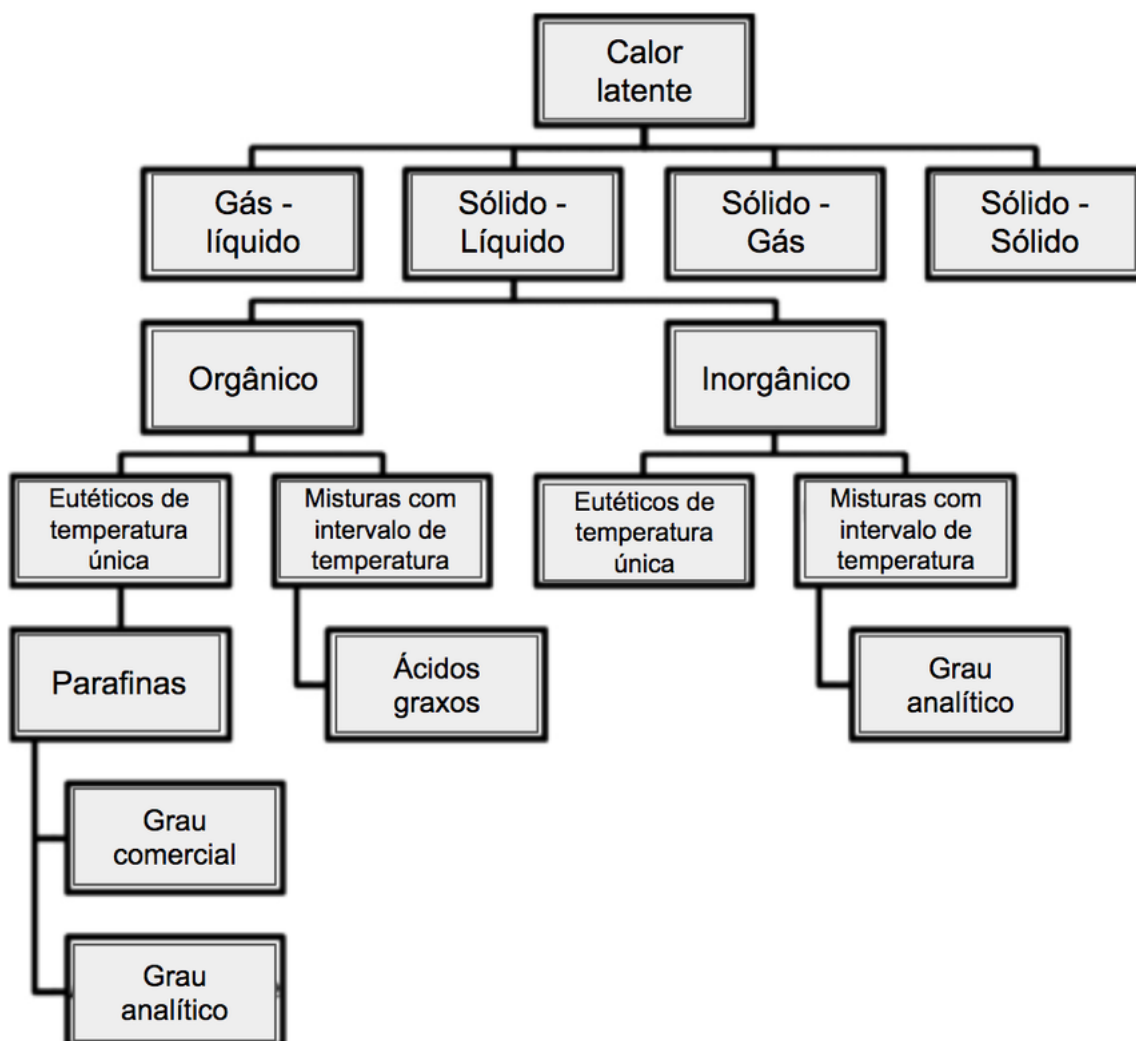 Calor
latente
Gás -
líquido
Sólido -
Líquido
Sólido -
Gás
Sólido -
Sólido
Orgânico
Inorgânico
Eutéticos de
temperatura
única
Misturas com
intervalo de
temperatura
Eutéticos de
temperatura
única
Misturas com
intervalo de
temperatura
Parafinas
Ácidos
graxos
Grau
analítico
Grau
comercial
Grau
analítico